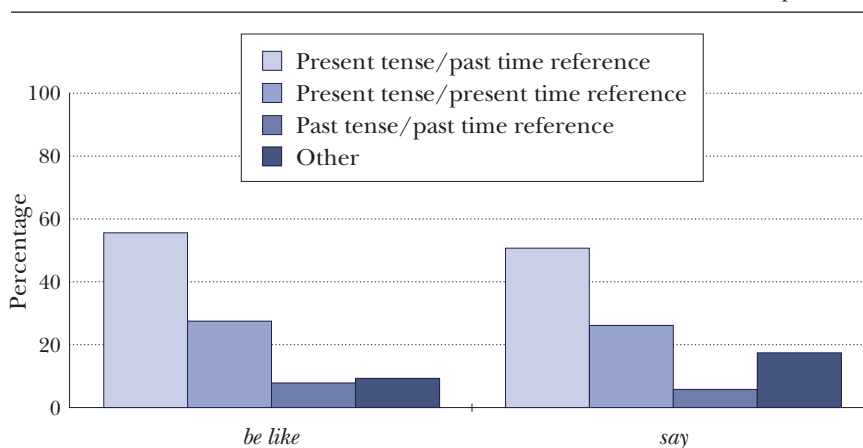 Present tense/past time reference
Present tense/present time reference
Past tense/past time reference
Other
100
80
60
40
20
0
Percentage
be like
say